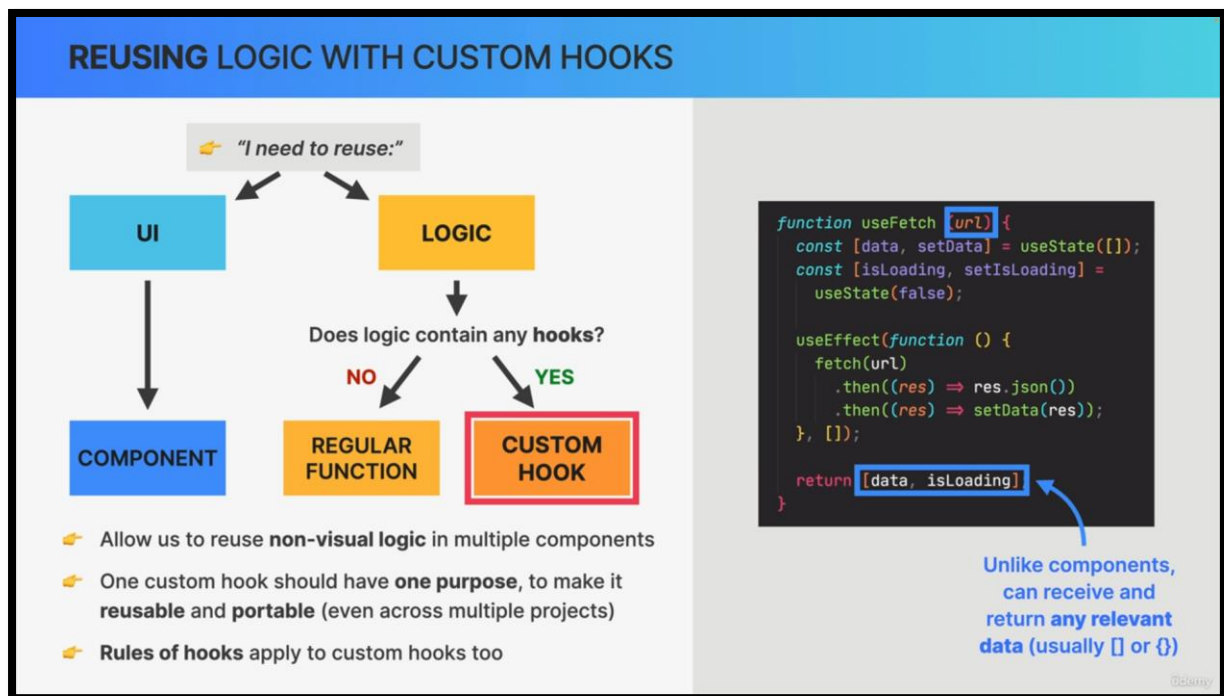 REUSING LOGIC WITH CUSTOM HOOKS
👉 “I need to reuse:”
UI
LOGIC
Does logic contain any hooks?
NO
YES
COMPONENT
REGULAR
FUNCTION
CUSTOM
HOOK
👉 Allow us to reuse non-visual logic in multiple components
👉 One custom hook should have one purpose, to make it
reusable and portable (even across multiple projects)
👉 Rules of hooks apply to custom hooks too
function useFetch (url) {
  const [data, setData] = useState([]);
  const [isLoading, setIsLoading] =
    useState(false);
  useEffect(function () {
    fetch(url)
      .then((res) ⇒ res.json())
      .then((res) ⇒ setData(res));
  }, []);
  return [data, isLoading]
}
Unlike components,
can receive and
return any relevant
data (usually [] or {})
Udemy